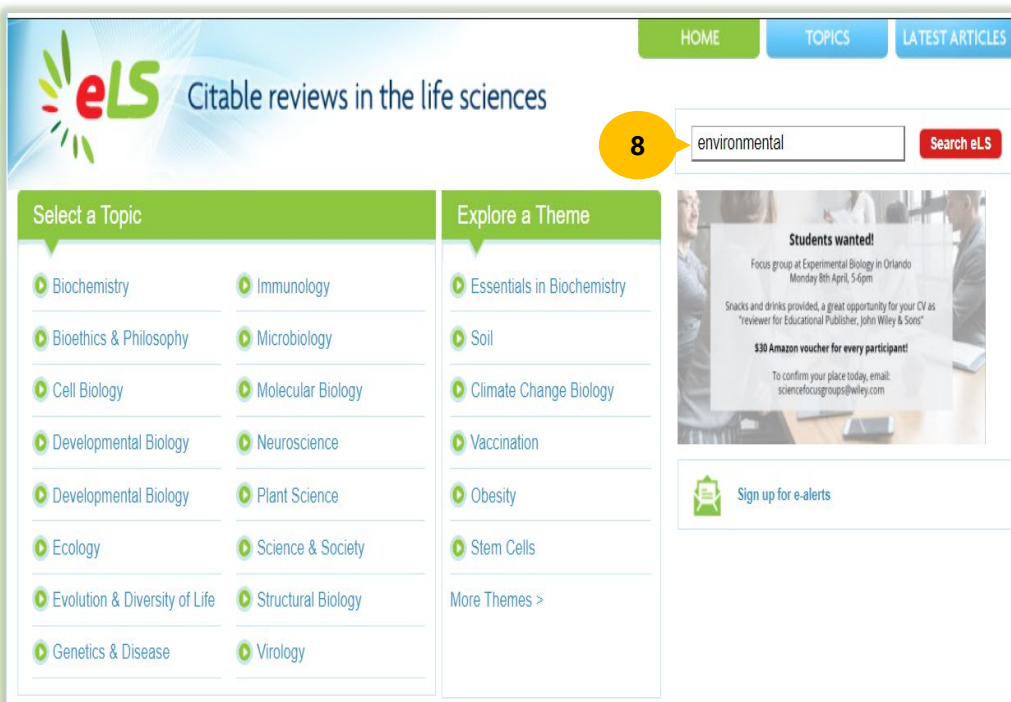 HOME
TOPICS
LATEST ARTICLES
eLS
Citable reviews in the life sciences
8
environmental
Search eLS
Select a Topic
Biochemistry
Bioethics & Philosophy
Cell Biology
Developmental Biology
Developmental Biology
Ecology
Evolution & Diversity of Life
Genetics & Disease
Immunology
Microbiology
Molecular Biology
Neuroscience
Plant Science
Science & Society
Structural Biology
Virology
Explore a Theme
Essentials in Biochemistry
Soil
Climate Change Biology
Vaccination
Obesity
Stem Cells
More Themes >
Students wanted!
Focus group at Experimental Biology in Orlando
Monday 8th April, 5-6pm
Snacks and drinks provided, a great opportunity for your CV as
"reviewer for Educational Publisher, John Wiley & Sons"
$30 Amazon voucher for every participant!
To confirm your place today, email:
sciencefocusgroups@wiley.com
Sign up for e-alerts